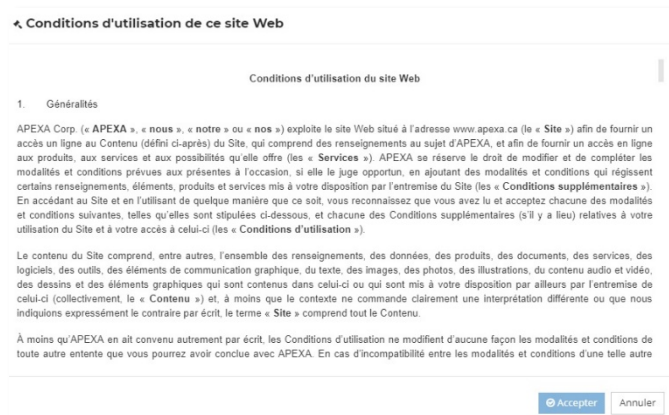 Conditions d'utilisation de ce site Web
Conditions d'utilisation du site Web
1. Généralités
APEXA Corp. (« APEXA », « nous », « notre » ou « nos ») exploite le site Web situé à l'adresse www.apexa.ca (le « Site ») afin de fournir un
accès un ligne au Contenu (défini ci-après) du Site, qui comprend des renseignements au sujet d'APEXA, et afin de fournir un accès en ligne
aux produits, aux services et aux possibilités qu'elle offre (les « Services »). APEXA se réserve le droit de modifier et de compléter les
modalités et conditions prévues aux présentes à l'occasion, si elle le juge opportun, en ajoutant des modalités et conditions qui régissent
certains renseignements, éléments, produits et services mis à votre disposition par l'entremise du Site (les « Conditions supplémentaires »).
En accédant au Site et en l'utilisant de quelque manière que ce soit, vous reconnaissez que vous avez lu et acceptez chacune des modalités
et conditions suivantes, telles qu'elles sont stipulées ci-dessous, et chacune des Conditions supplémentaires (s'il y a lieu) relatives à votre
utilisation du Site et à votre accès à celui-ci (les « Conditions d'utilisation »).
Le contenu du Site comprend, entre autres, l'ensemble des renseignements, des données, des produits, des documents, des services, des
logiciels, des outils, des éléments de communication graphique, du texte, des images, des photos, des illustrations, du contenu audio et vidéo,
des dessins et des éléments graphiques qui sont contenus dans celui-ci ou qui sont mis à votre disposition par ailleurs par l'entremise de
celui-ci (collectivement, le « Contenu ») et, à moins que le contexte ne commande clairement une interprétation différente ou que nous
indiquions expressément le contraire par écrit, le terme « Site » comprend tout le Contenu.
À moins qu'APEXA en ait convenu autrement par écrit, les Conditions d'utilisation ne modifient d'aucune façon les modalités et conditions de
toute autre entente que vous pourrez avoir conclue avec APEXA. En cas d'incompatibilité entre les modalités et conditions d'une telle autre
Accepter
Annuler